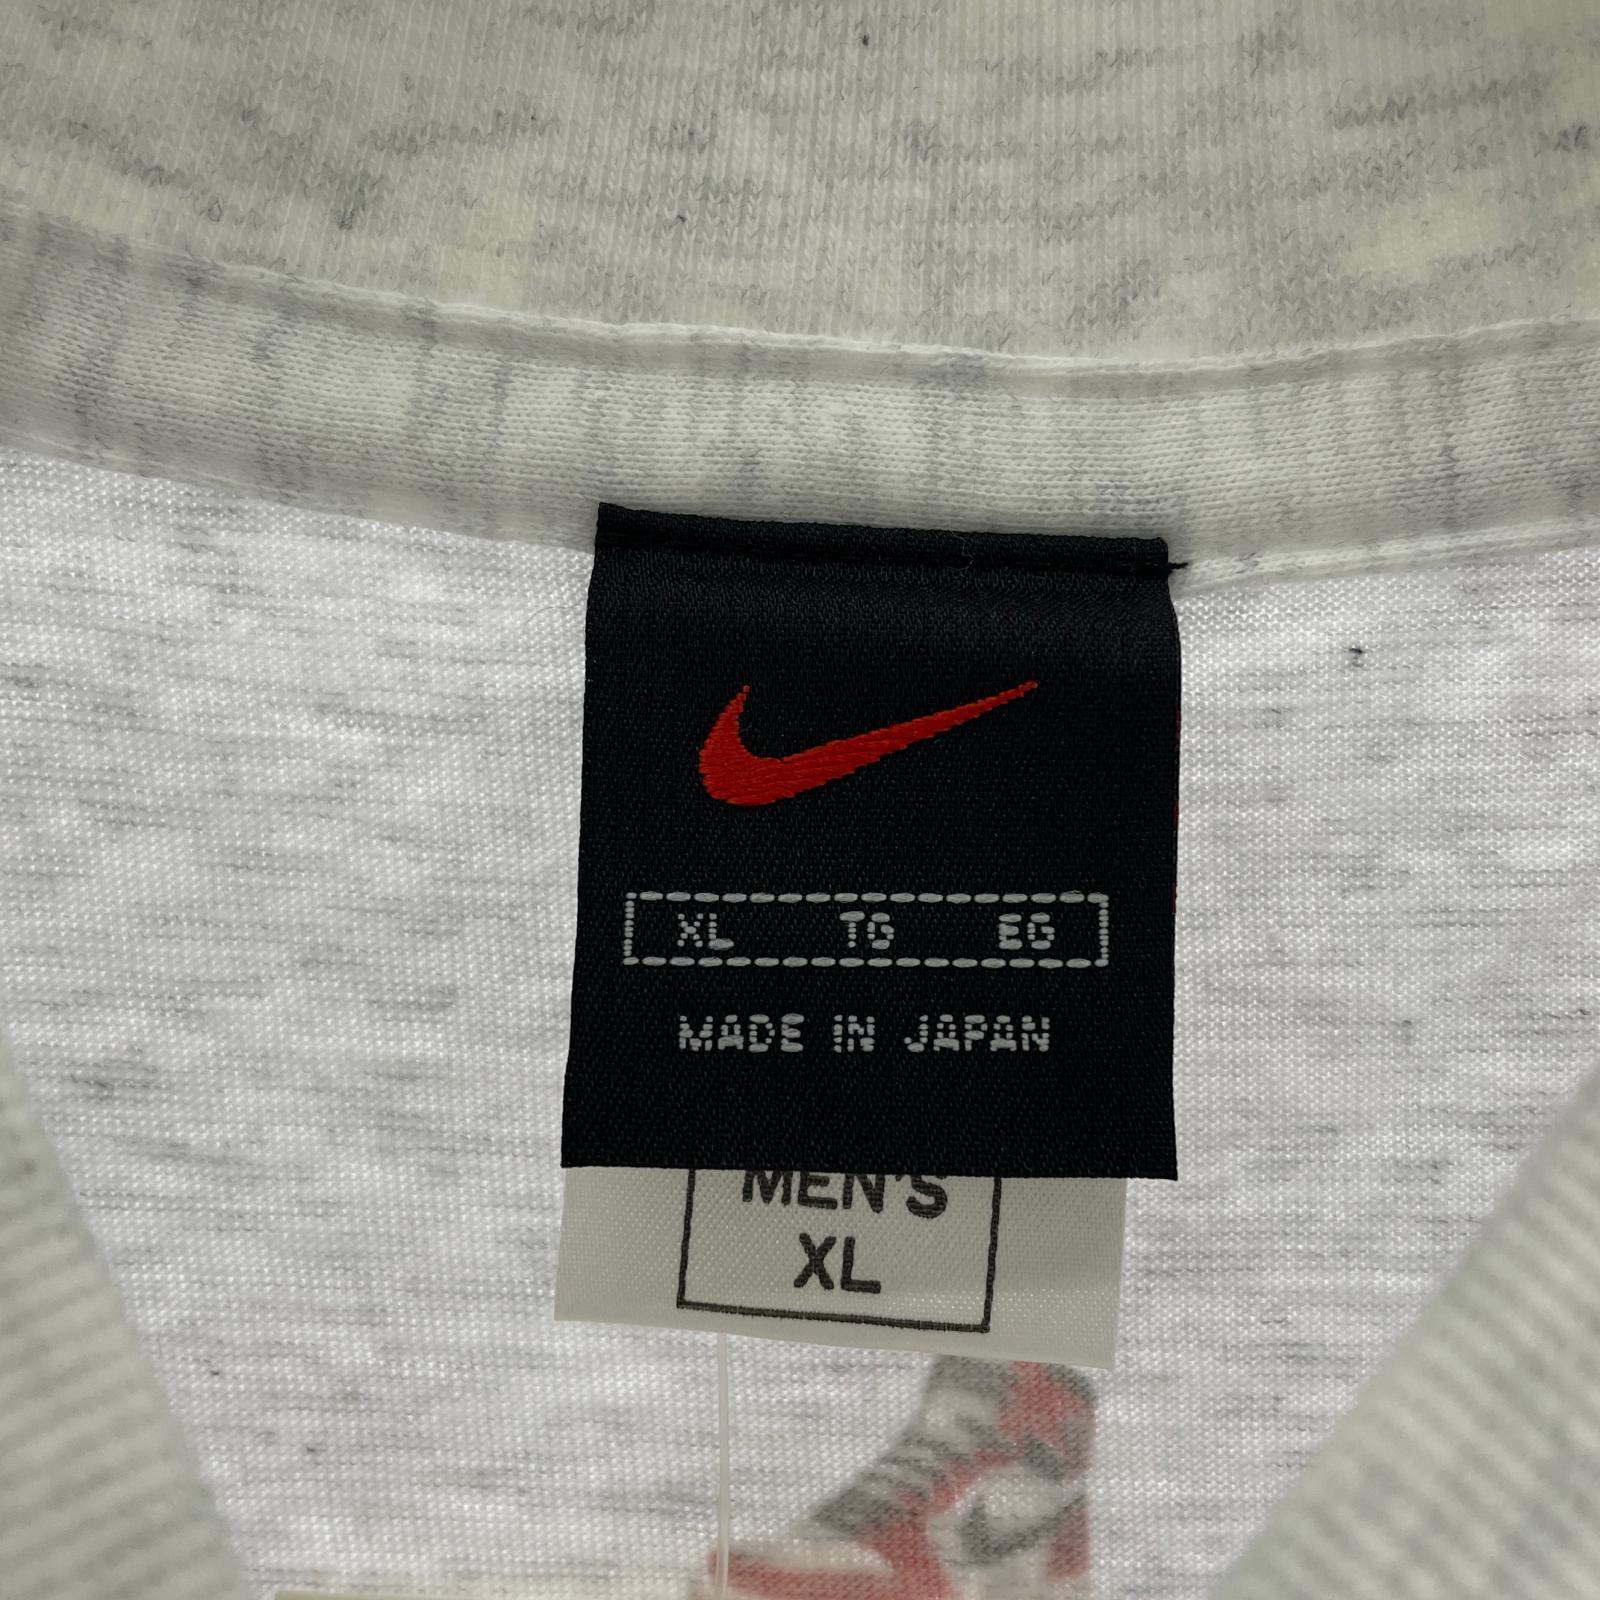 XL TG EG
MADE IN JAPAN
MEN'S
XL